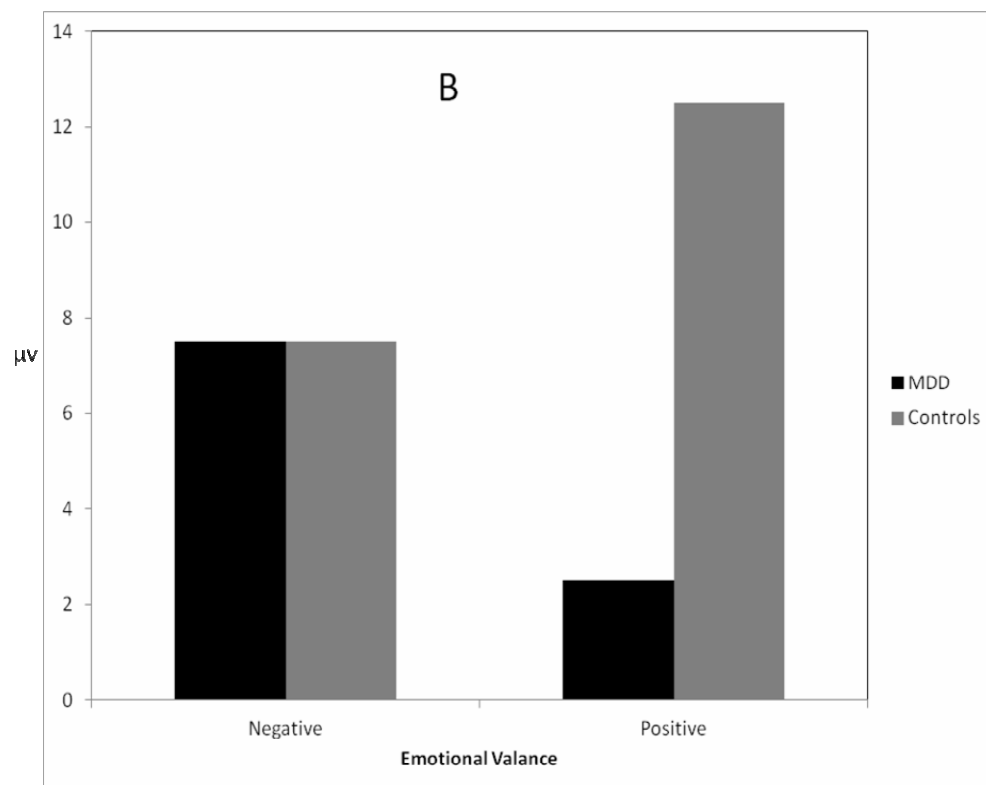 14
B
12
10
8
μv
6
4
2
0
MDD
Controls
Negative Positive
Emotional Valance